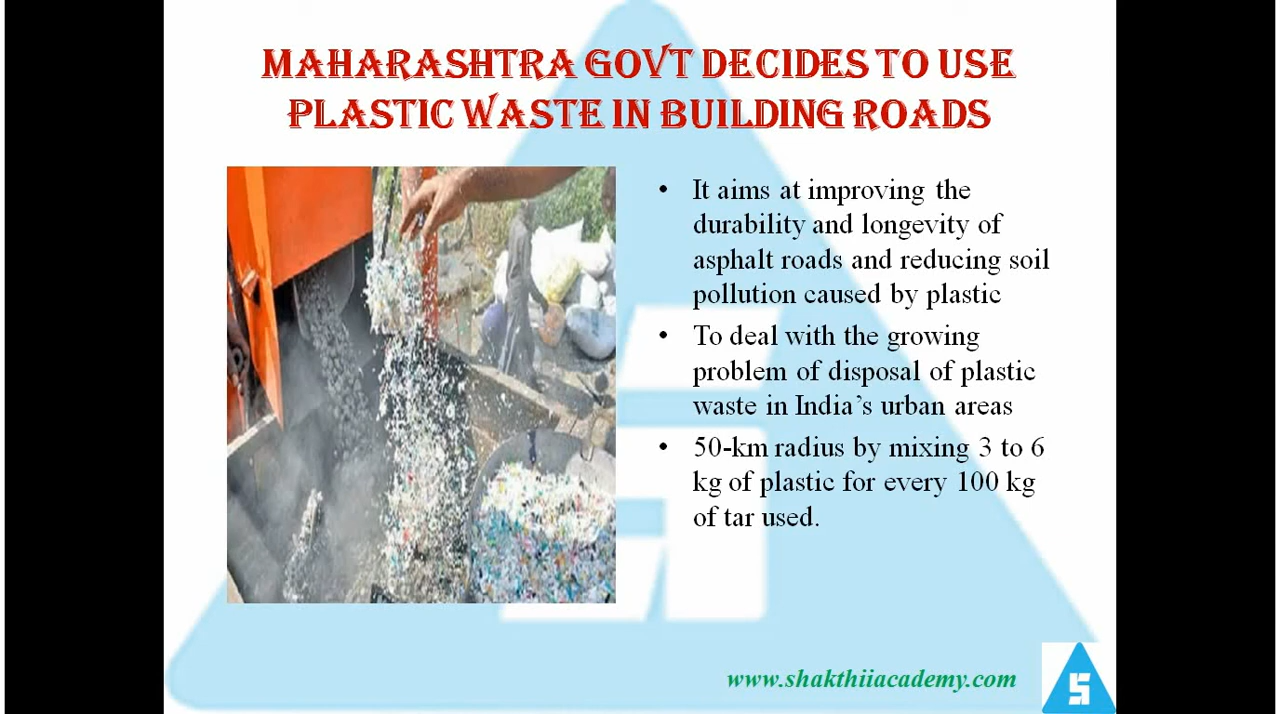 MAHARASHTRA GOVT DECIDES TO USE
PLASTIC WASTE IN BUILDING ROADS
• It aims at improving the
durability and longevity of
asphalt roads and reducing soil
pollution caused by plastic
• To deal with the growing
problem of disposal of plastic
waste in India’s urban areas
• 50-km radius by mixing 3 to 6
kg of plastic for every 100 kg
of tar used.
www.shakthiiacademy.com